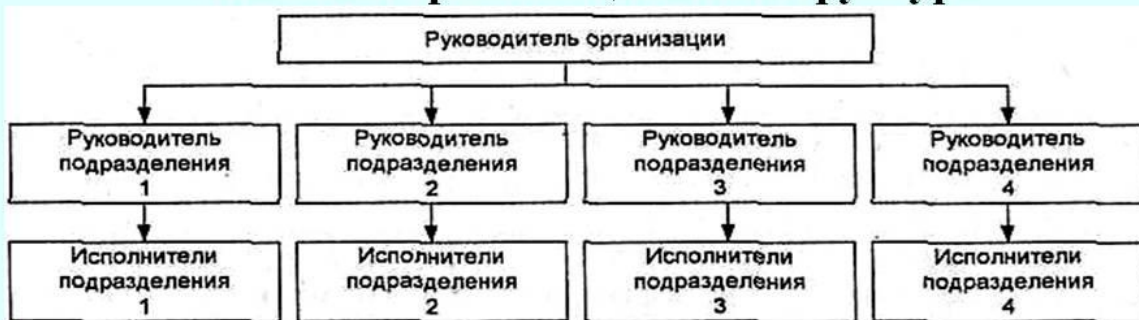 Руководитель организации
Руководитель
подразделения
1
Руководитель
подразделения
2
Руководитель
подразделения
3
Руководитель
подразделения
4
Исполнители
подразделения
1
Исполнители
подразделения
2
Исполнители
подразделения
3
Исполнители
подразделения
4